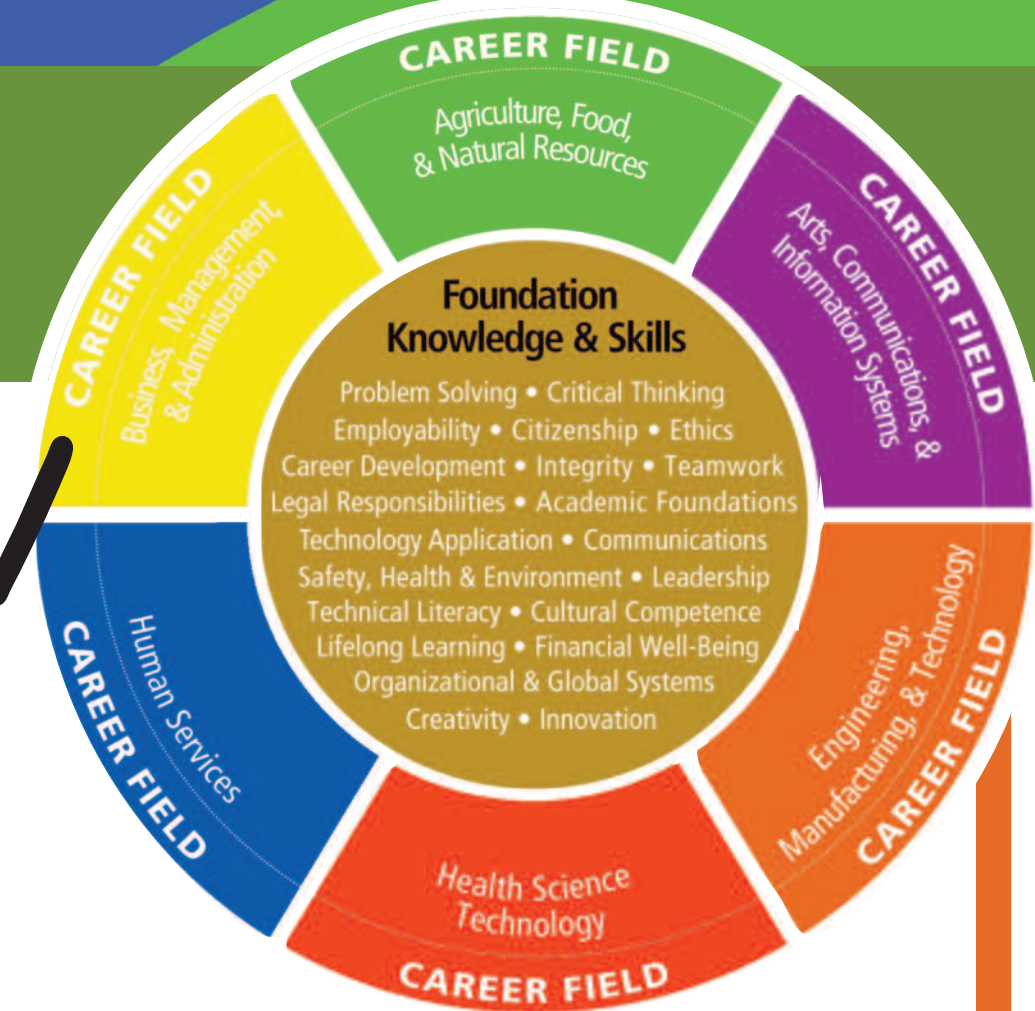 CAREER FIELD
Agriculture, Food,
& Natural Resources
CAREER FIELD
Arts, Communications, &
Information Systems
CAREER FIELD
Business, Management,
& Administration
Foundation
Knowledge & Skills
Problem Solving • Critical Thinking
Employability • Citizenship • Ethics
Career Development • Integrity • Teamwork
Legal Responsibilities • Academic Foundations
Technology Application • Communications
Safety, Health & Environment • Leadership
Technical Literacy • Cultural Competence
Lifelong Learning • Financial Well-Being
Organizational & Global Systems
Creativity • Innovation
Engineering,
Manufacturing, & Technology
CAREER FIELD
Human Services
CAREER FIELD
Health Science
Technology
CAREER FIELD